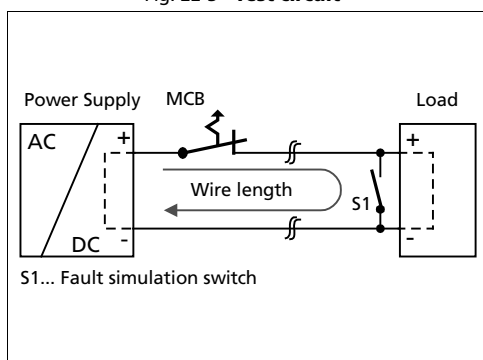 Fig. 22-3 Test circuit
Power Supply
MCB
Load
AC
+
+
Wire length
S1
DC
-
-
S1... Fault simulation switch